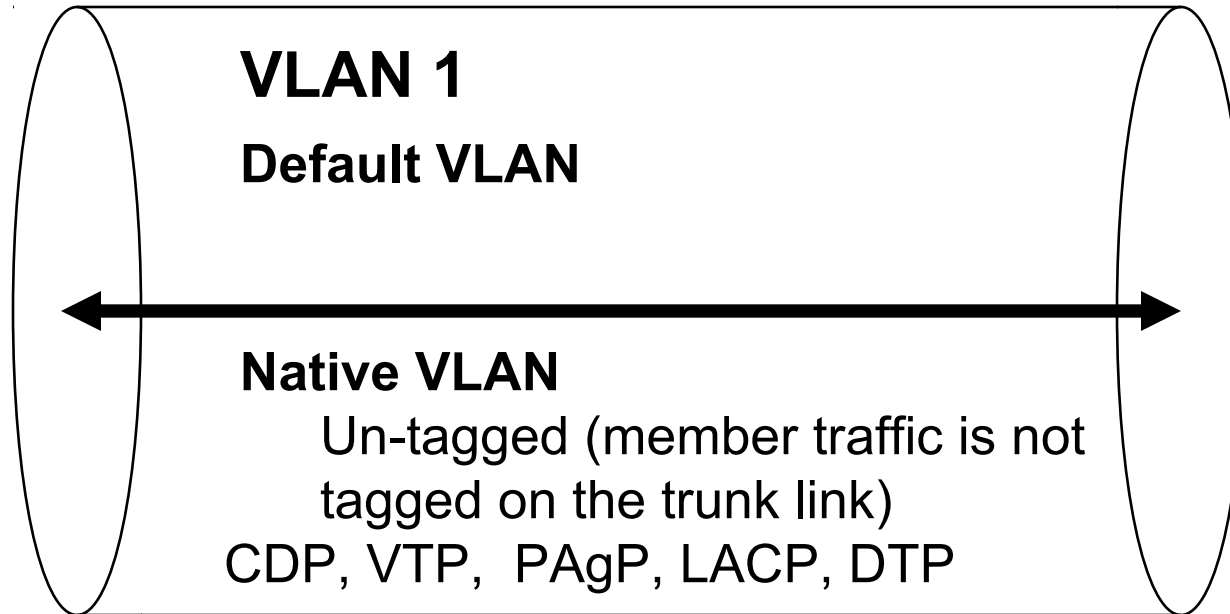 VLAN 1
Default VLAN
Native VLAN
Un-tagged (member traffic is not
tagged on the trunk link)
CDP, VTP, PAgP, LACP, DTP